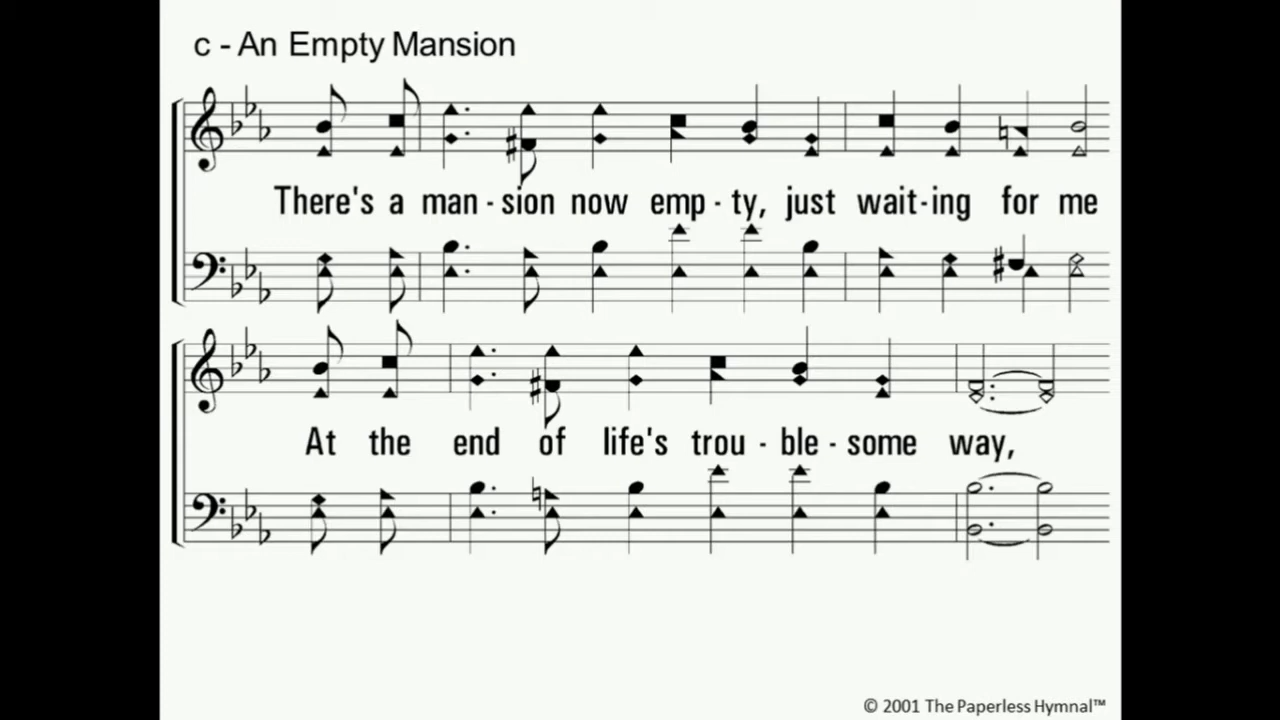 c - An Empty Mansion
There's a man - sion now emp - ty, just wait - ing for me
At the end of life's trou - ble - some way,
© 2001 The Paperless Hymnal™